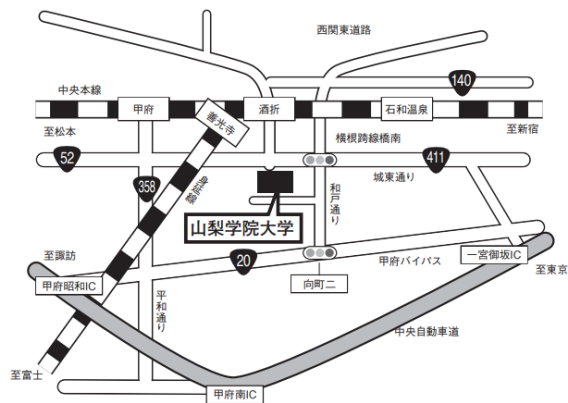 西関東道路
140
中央本線
甲府
酒折
石和温泉
善光寺
至松本
至新宿
横根跨線橋南
52
411
城東通り
358
身延線
和戸通り
山梨学院大学
至諏訪
20
甲府バイパス
一宮御坂IC
甲府昭和IC
向町二
至東京
平和通り
中央自動車道
至富士
甲府南IC